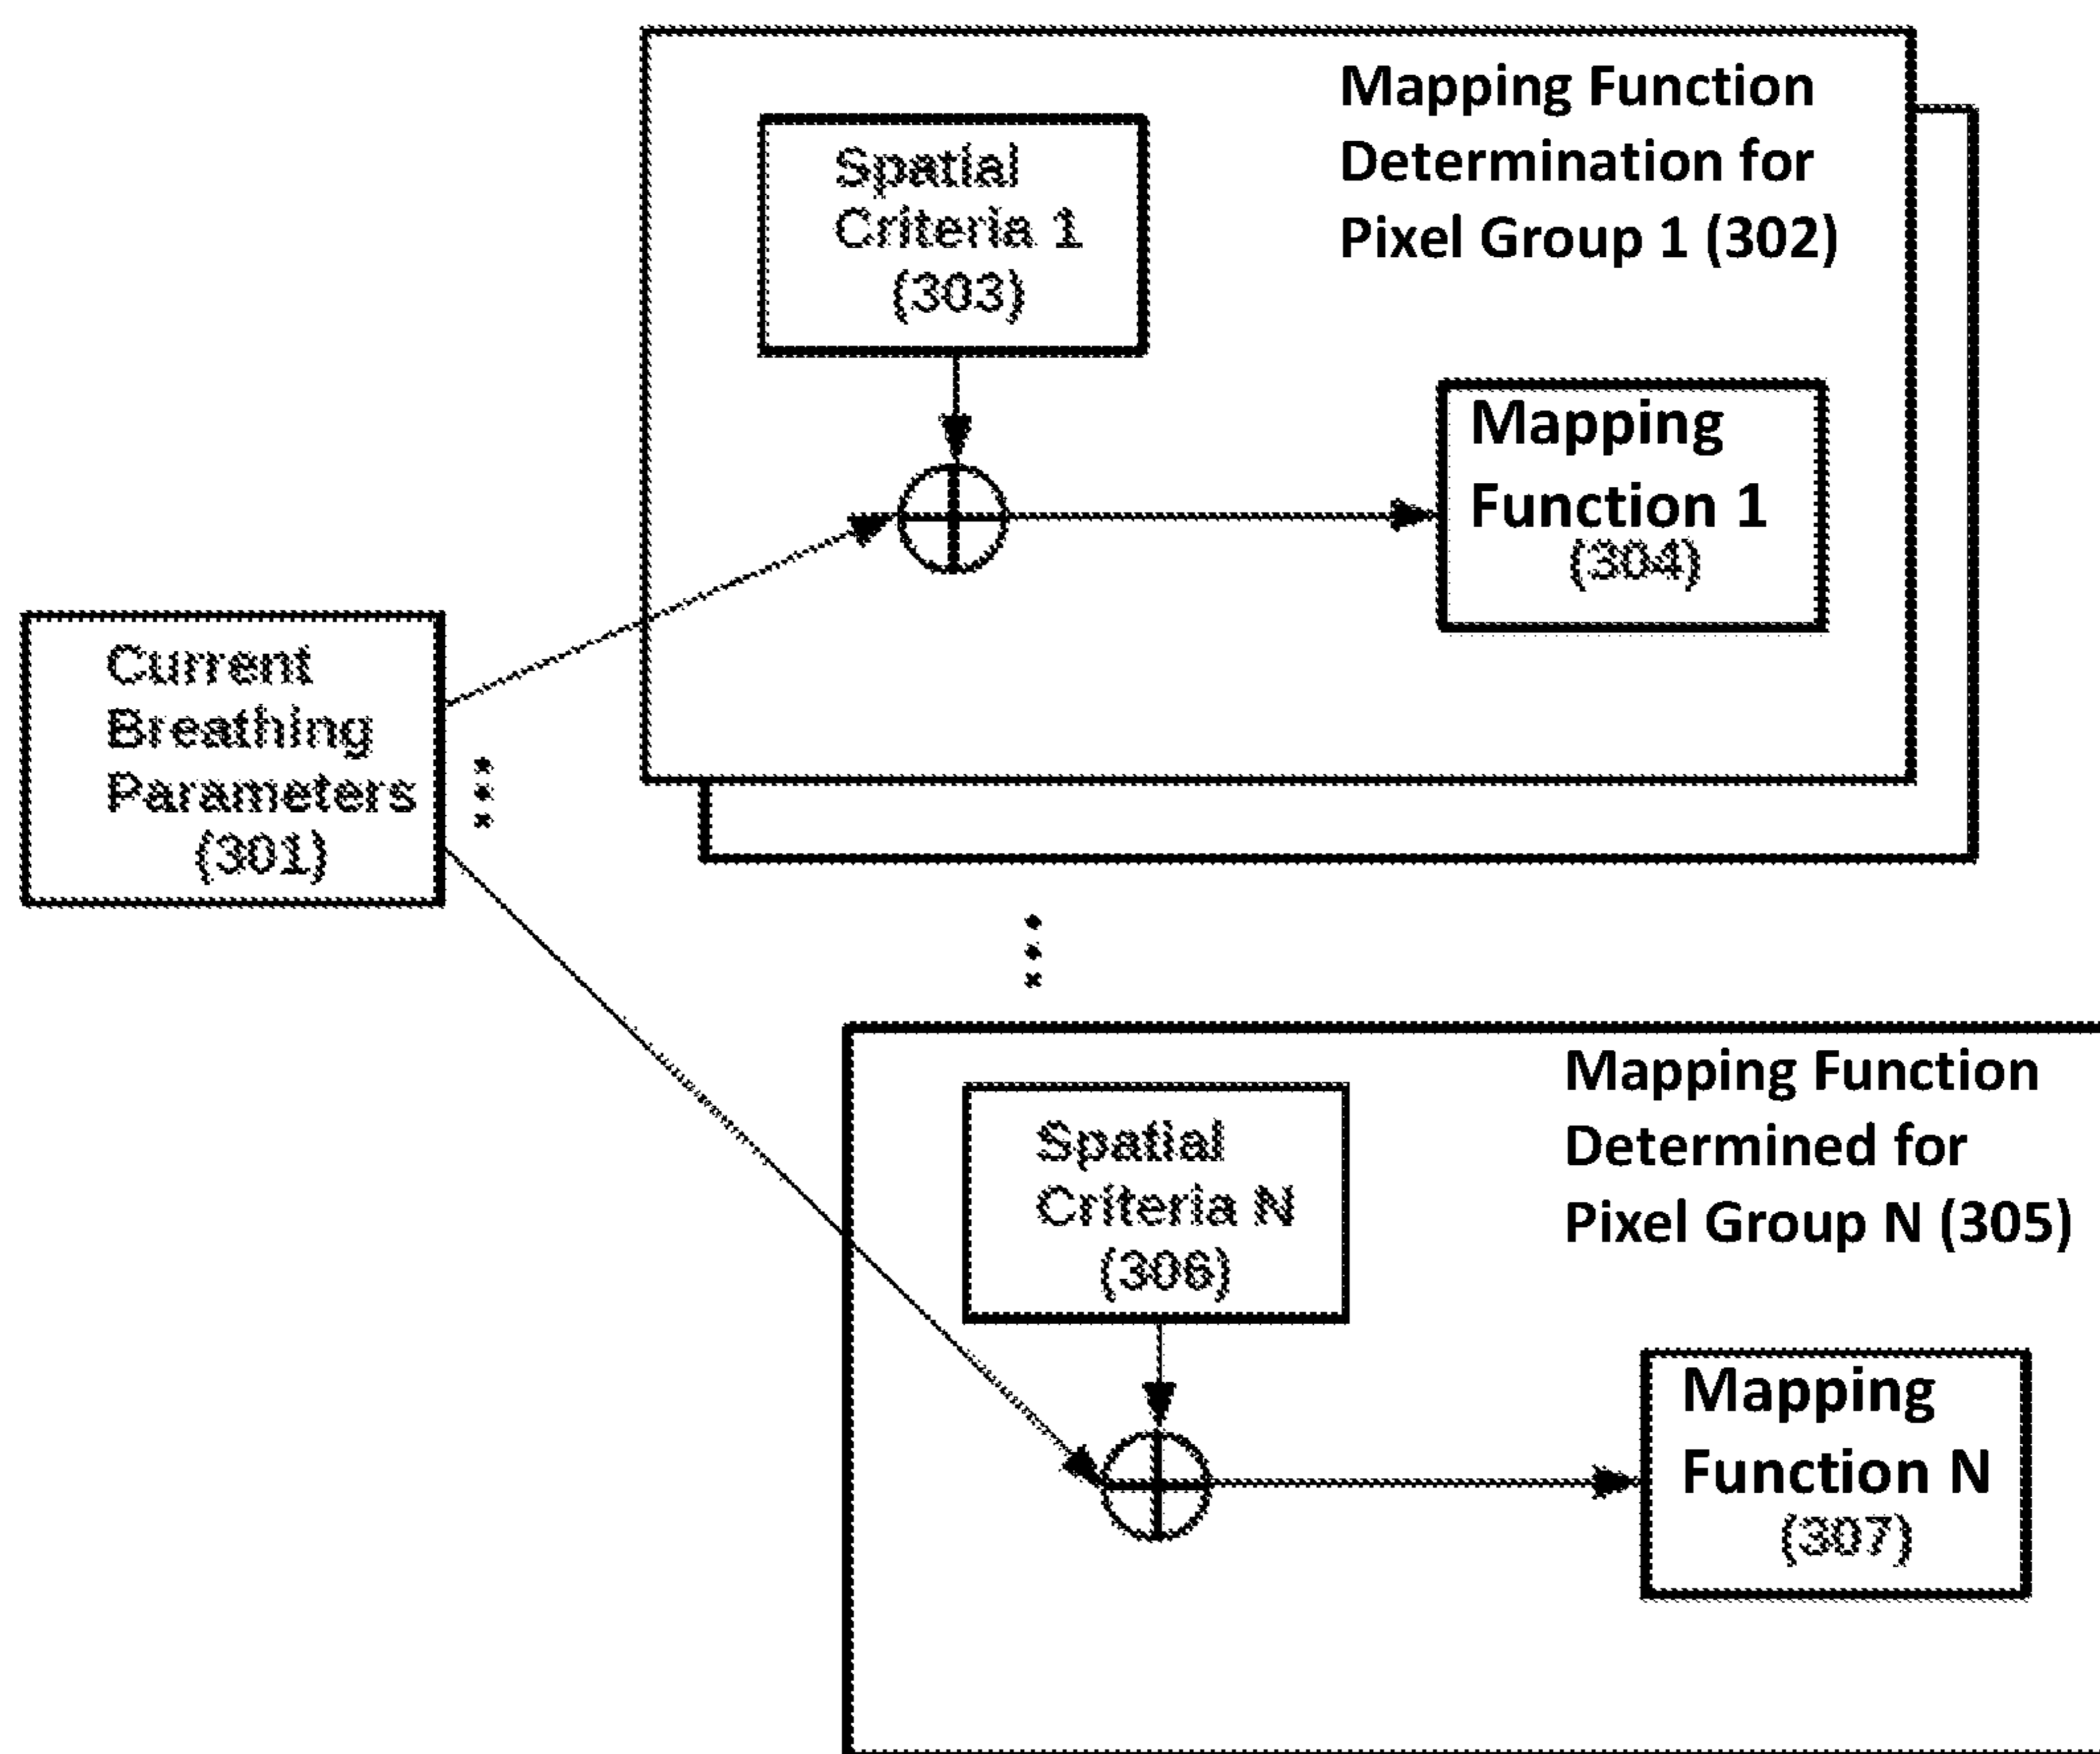 Mapping Function
Determination for
Pixel Group 1 (302)
Spatial
Criteria 1
(303)
Mapping
Function 1
(304)
Current
Breathing
Parameters
(301)
Mapping Function
Determined for
Pixel Group N (305)
Spatial
Criteria N
(306)
Mapping
Function N
(307)